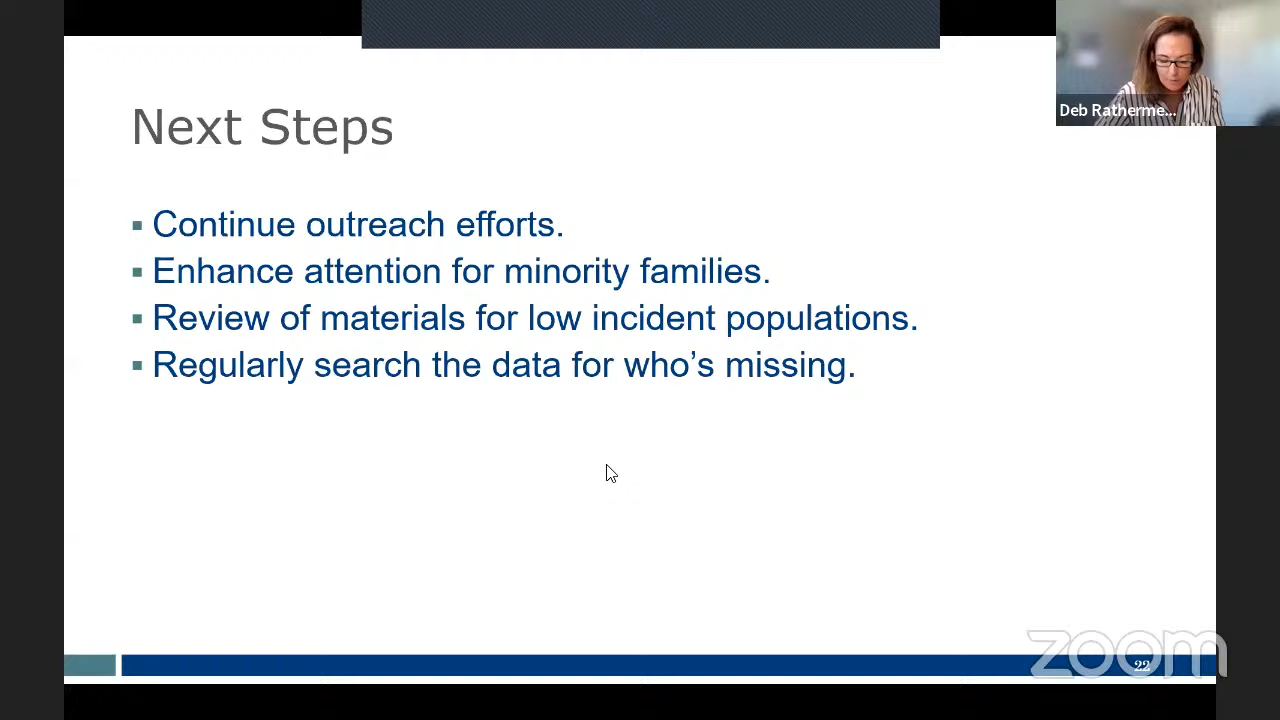 Deb Ratherme...
Next Steps
▪ Continue outreach efforts.
▪ Enhance attention for minority families.
▪ Review of materials for low incident populations.
▪ Regularly search the data for who’s missing.
zoom
22